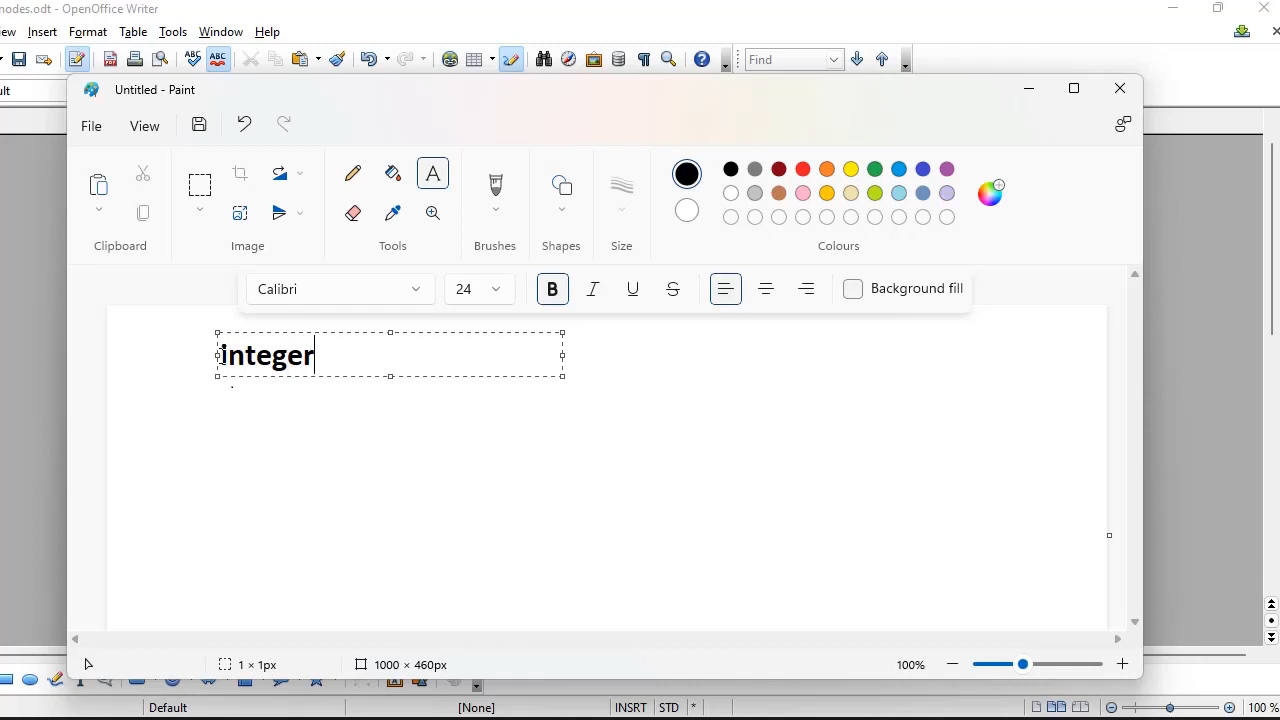 nodes.odt - OpenOffice Writer
Insert Format Table Tools Window Help
Find
Untitled - Paint
File View
Clipboard Image Tools Brushes Shapes Size Colours
Calibri 24 B I U S Background fill
integer
1 × 1px 1000 × 460px 100%
Default [None] INSRT STD * 100 %